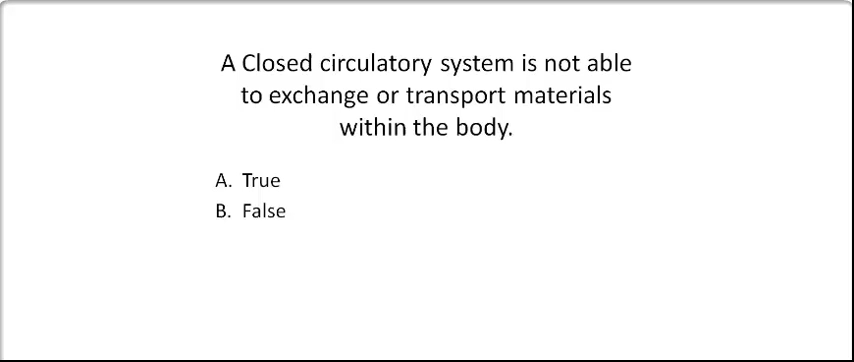 A Closed circulatory system is not able
to exchange or transport materials
within the body.
A. True
B. False